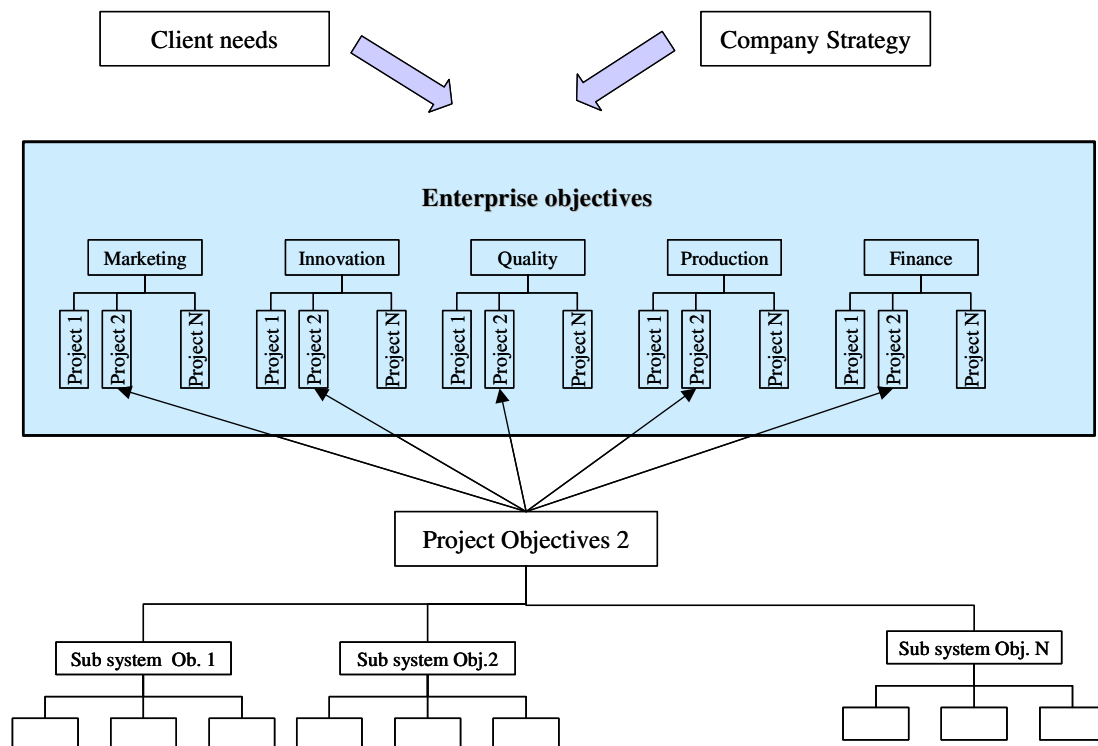 Client needs
Company Strategy
Enterprise objectives
Marketing
Innovation
Quality
Production
Finance
Project 1
Project 2
Project N
Project 1
Project 2
Project N
Project 1
Project 2
Project N
Project 1
Project 2
Project N
Project 1
Project 2
Project N
Project Objectives 2
Sub system Ob. 1
Sub system Obj.2
Sub system Obj. N